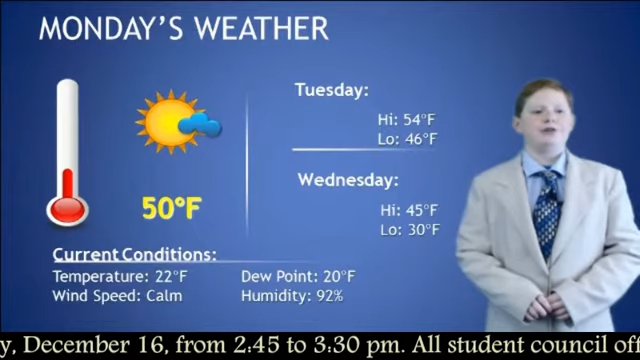 MONDAY'S WEATHER
50°F
Tuesday:
Hi: 54°F
Lo: 46°F
Wednesday:
Hi: 45°F
Lo: 30°F
Current Conditions:
Temperature: 22°F
Dew Point: 20°F
Wind Speed: Calm
Humidity: 92%
y, December 16, from 2:45 to 3:30 pm. All student council off